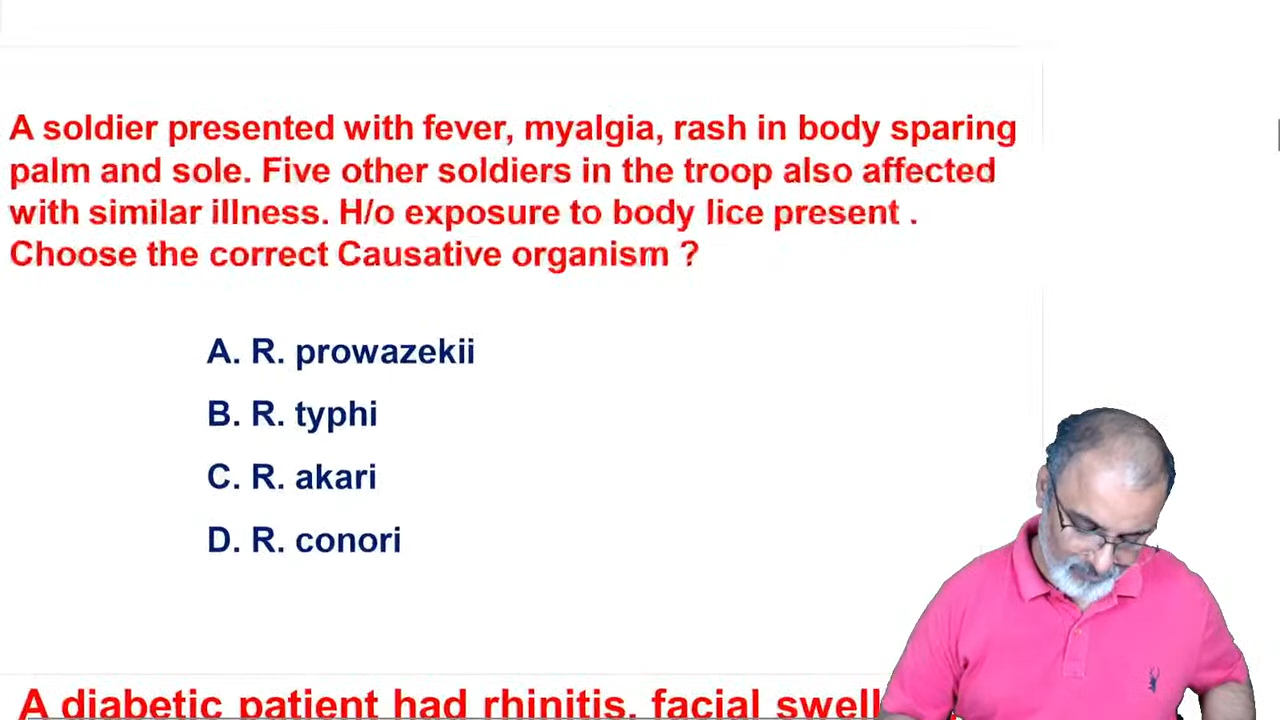 A soldier presented with fever, myalgia, rash in body sparing
palm and sole. Five other soldiers in the troop also affected
with similar illness. H/o exposure to body lice present .
Choose the correct Causative organism ?
A. R. prowazekii
B. R. typhi
C. R. akari
D. R. conori
A diabetic patient had rhinitis, facial